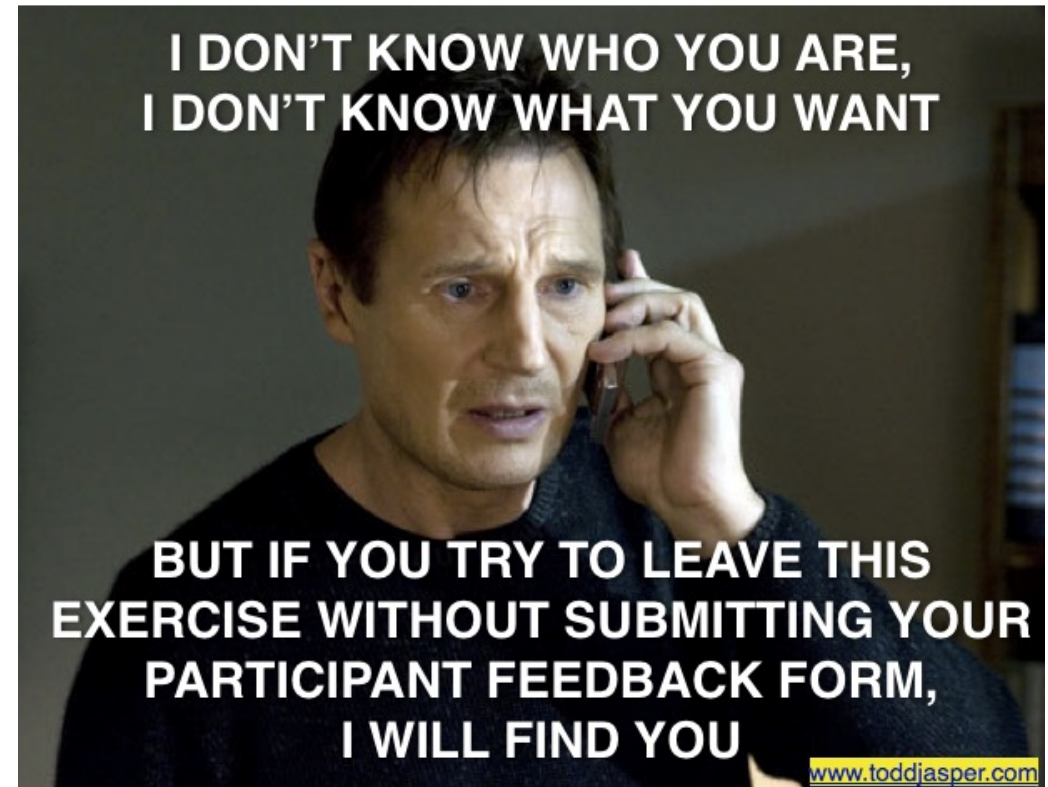 I DON'T KNOW WHO YOU ARE,
I DON'T KNOW WHAT YOU WANT
BUT IF YOU TRY TO LEAVE THIS
EXERCISE WITHOUT SUBMITTING YOUR
PARTICIPANT FEEDBACK FORM,
I WILL FIND YOU
www.toddjasper.com